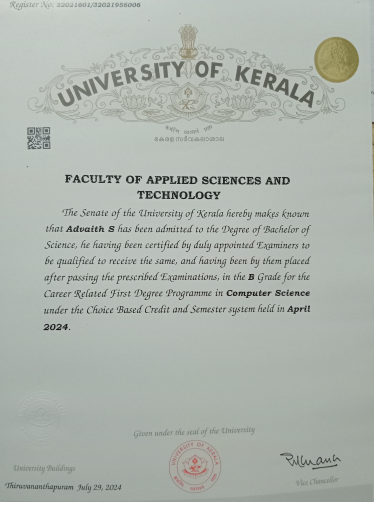 Register No: 32021801/32021956006
UNIVERSITY OF KERALA
കേരള സർവകലാശാല
FACULTY OF APPLIED SCIENCES AND
TECHNOLOGY
The Senate of the University of Kerala hereby makes known
that Advaith S has been admitted to the Degree of Bachelor of
Science, he having been certified by duly appointed Examiners
to be qualified to receive the same, and having been by them placed
after passing the prescribed Examinations, in the B Grade for the
Career Related First Degree Programme in Computer Science
under the Choice Based Credit and Semester system held in April
2024.
Given under the seal of the University
UNIVERSITY OF KERALA
University Buildings
Thiruvananthapuram July 29, 2024
Vice Chancellor